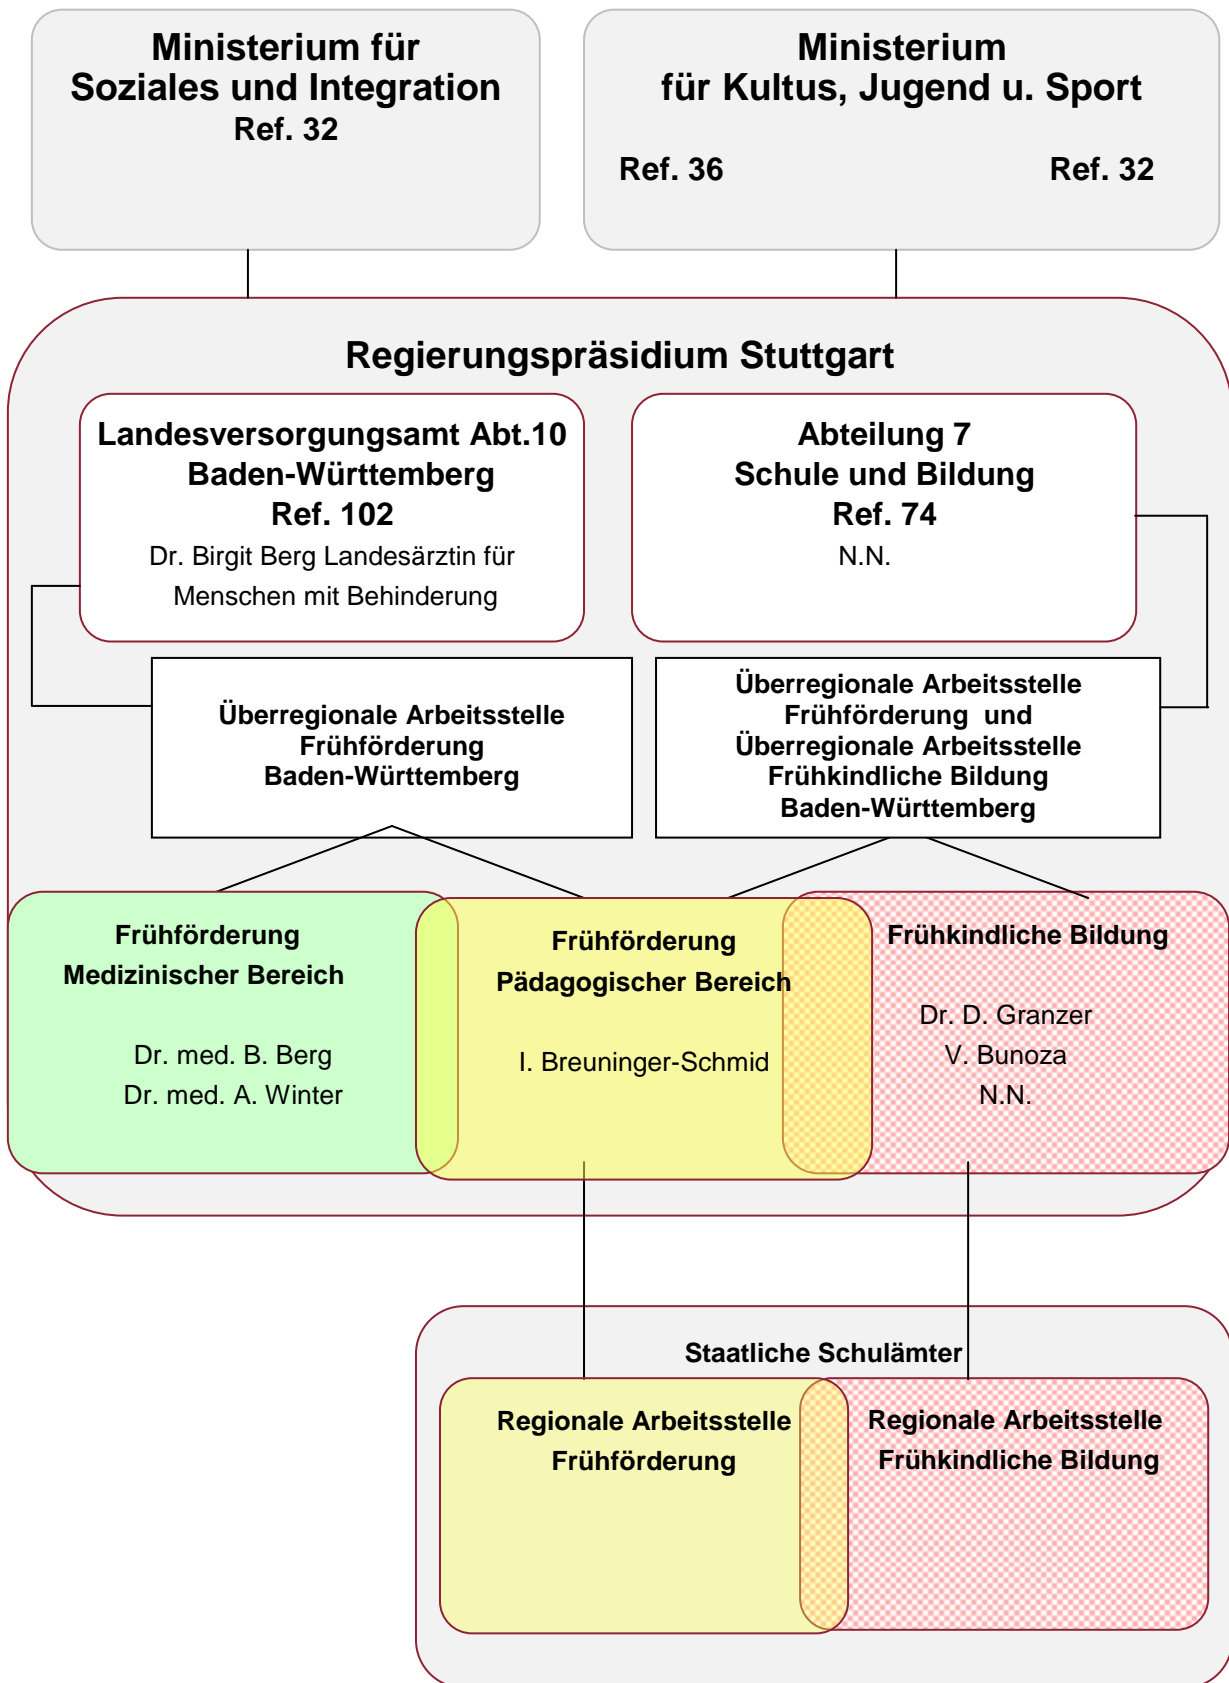 Ministerium für
Soziales und Integration
Ref. 32
Ministerium
für Kultus, Jugend u. Sport
Ref. 36 Ref. 32
Regierungspräsidium Stuttgart
Landesversorgungsamt Abt.10
Baden-Württemberg
Ref. 102
Dr. Birgit Berg Landesärztin für
Menschen mit Behinderung
Abteilung 7
Schule und Bildung
Ref. 74
N.N.
Überregionale Arbeitsstelle
Frühförderung
Baden-Württemberg
Überregionale Arbeitsstelle
Frühförderung und
Überregionale Arbeitsstelle
Frühkindliche Bildung
Baden-Württemberg
Frühförderung
Medizinischer Bereich
Dr. med. B. Berg
Dr. med. A. Winter
Frühförderung
Pädagogischer Bereich
I. Breuninger-Schmid
Frühkindliche Bildung
Dr. D. Granzer
V. Bunoza
N.N.
Staatliche Schulämter
Regionale Arbeitsstelle
Frühförderung
Regionale Arbeitsstelle
Frühkindliche Bildung